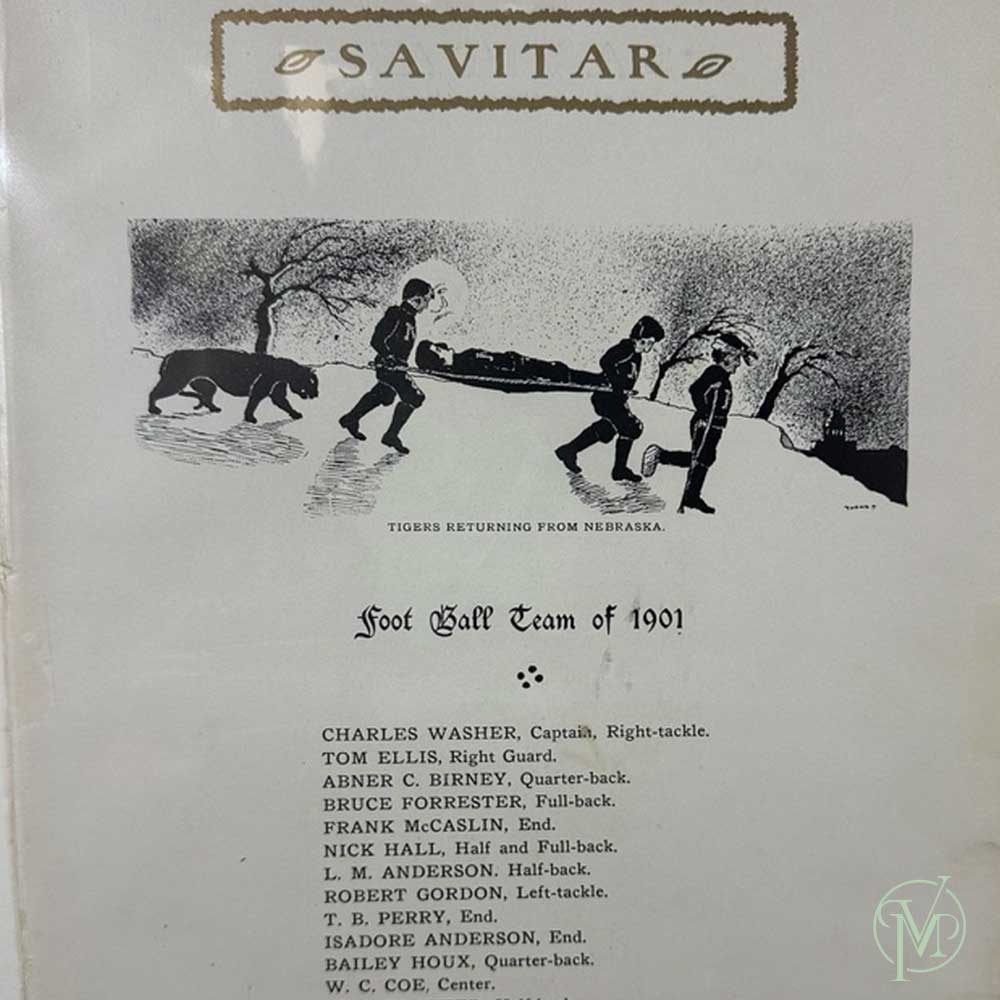 SAVITAR
TIGERS RETURNING FROM NEBRASKA.
Foot Ball Team of 1901
CHARLES WASHER, Captain, Right-tackle.
TOM ELLIS, Right Guard.
ABNER C. BIRNEY, Quarter-back.
BRUCE FORRESTER, Full-back.
FRANK McCASLIN, End.
NICK HALL, Half and Full-back.
L. M. ANDERSON. Half-back.
ROBERT GORDON, Left-tackle.
T. B. PERRY, End.
ISADORE ANDERSON, End.
BAILEY HOUX, Quarter-back.
W. C. COE, Center.